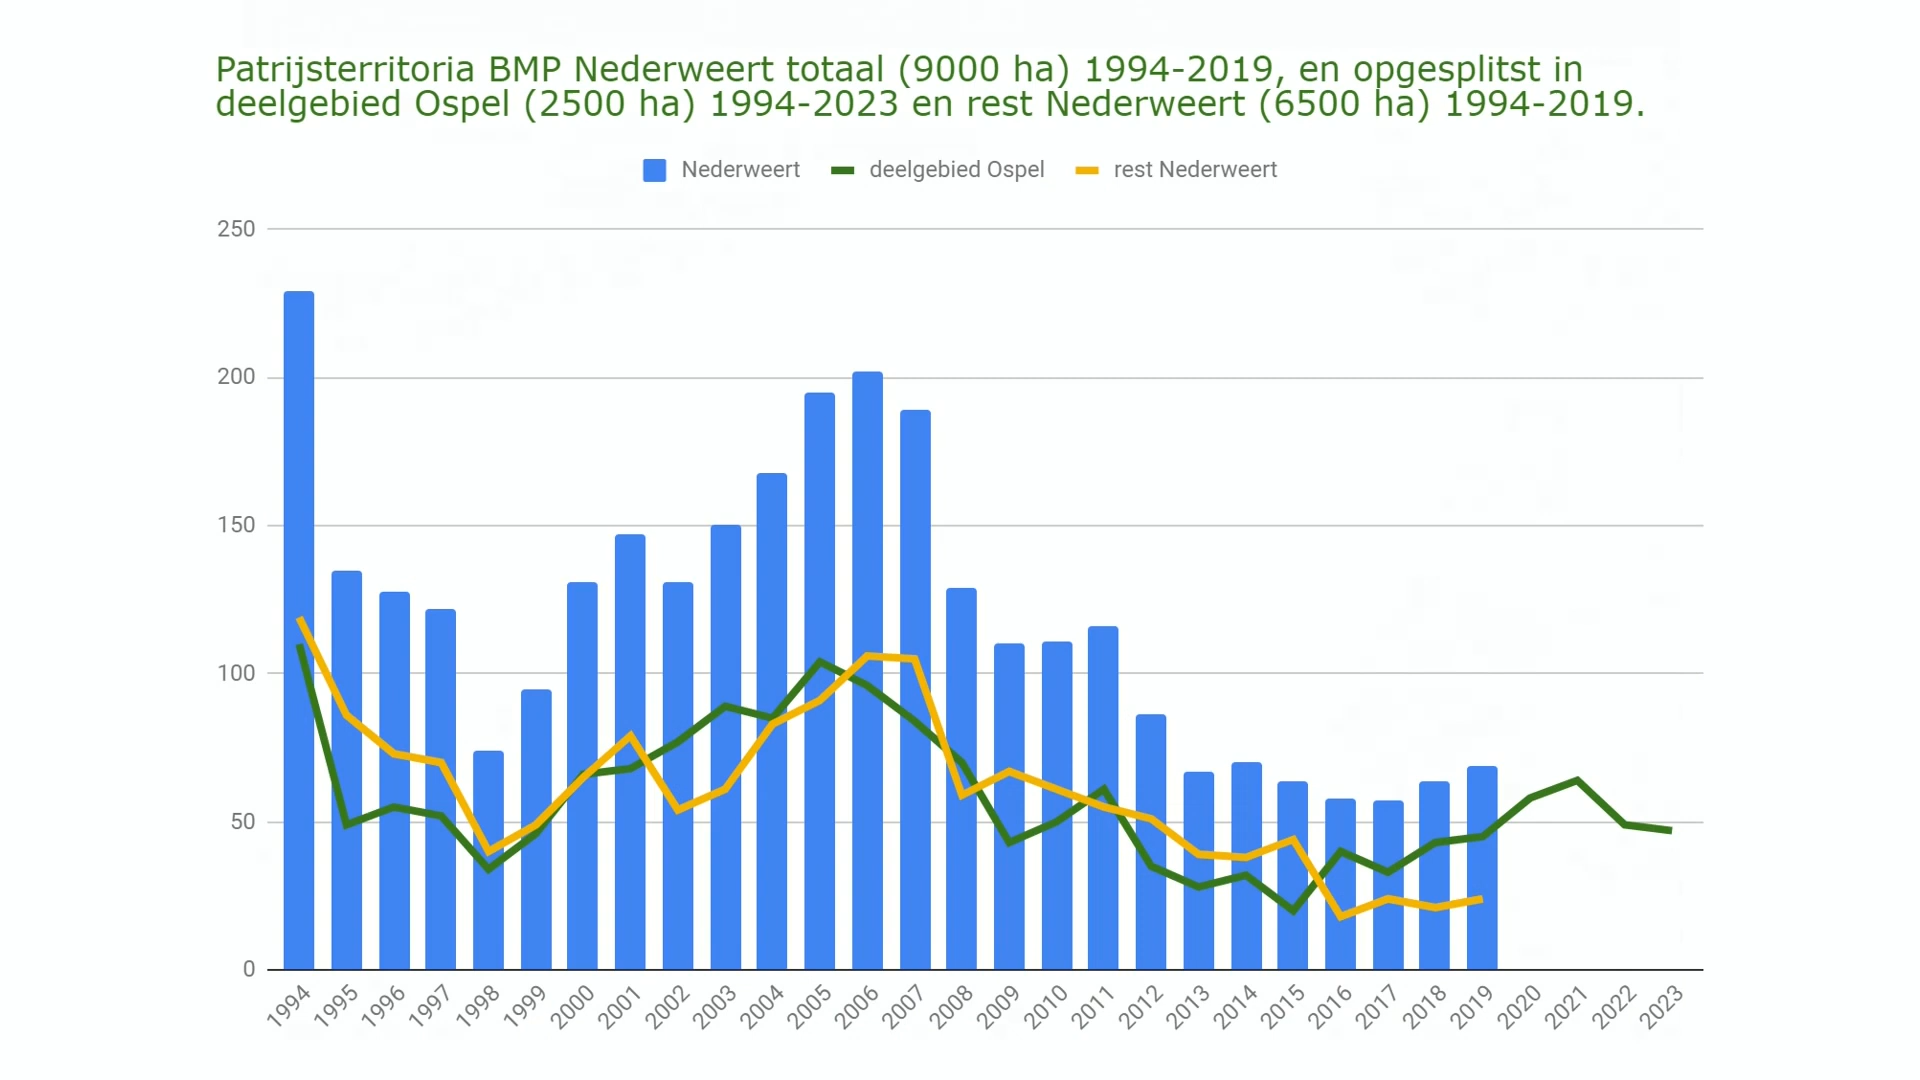 Patrijsterritoria BMP Nederweert totaal (9000 ha) 1994-2019, en opgesplitst in
deelgebied Ospel (2500 ha) 1994-2023 en rest Nederweert (6500 ha) 1994-2019.
Nederweert deelgebied Ospel rest Nederweert
250
200
150
100
50
0
1994 1995 1996 1997 1998 1999 2000 2001 2002 2003 2004 2005 2006 2007 2008 2009 2010 2011 2012 2013 2014 2015 2016 2017 2018 2019 2020 2021 2022 2023